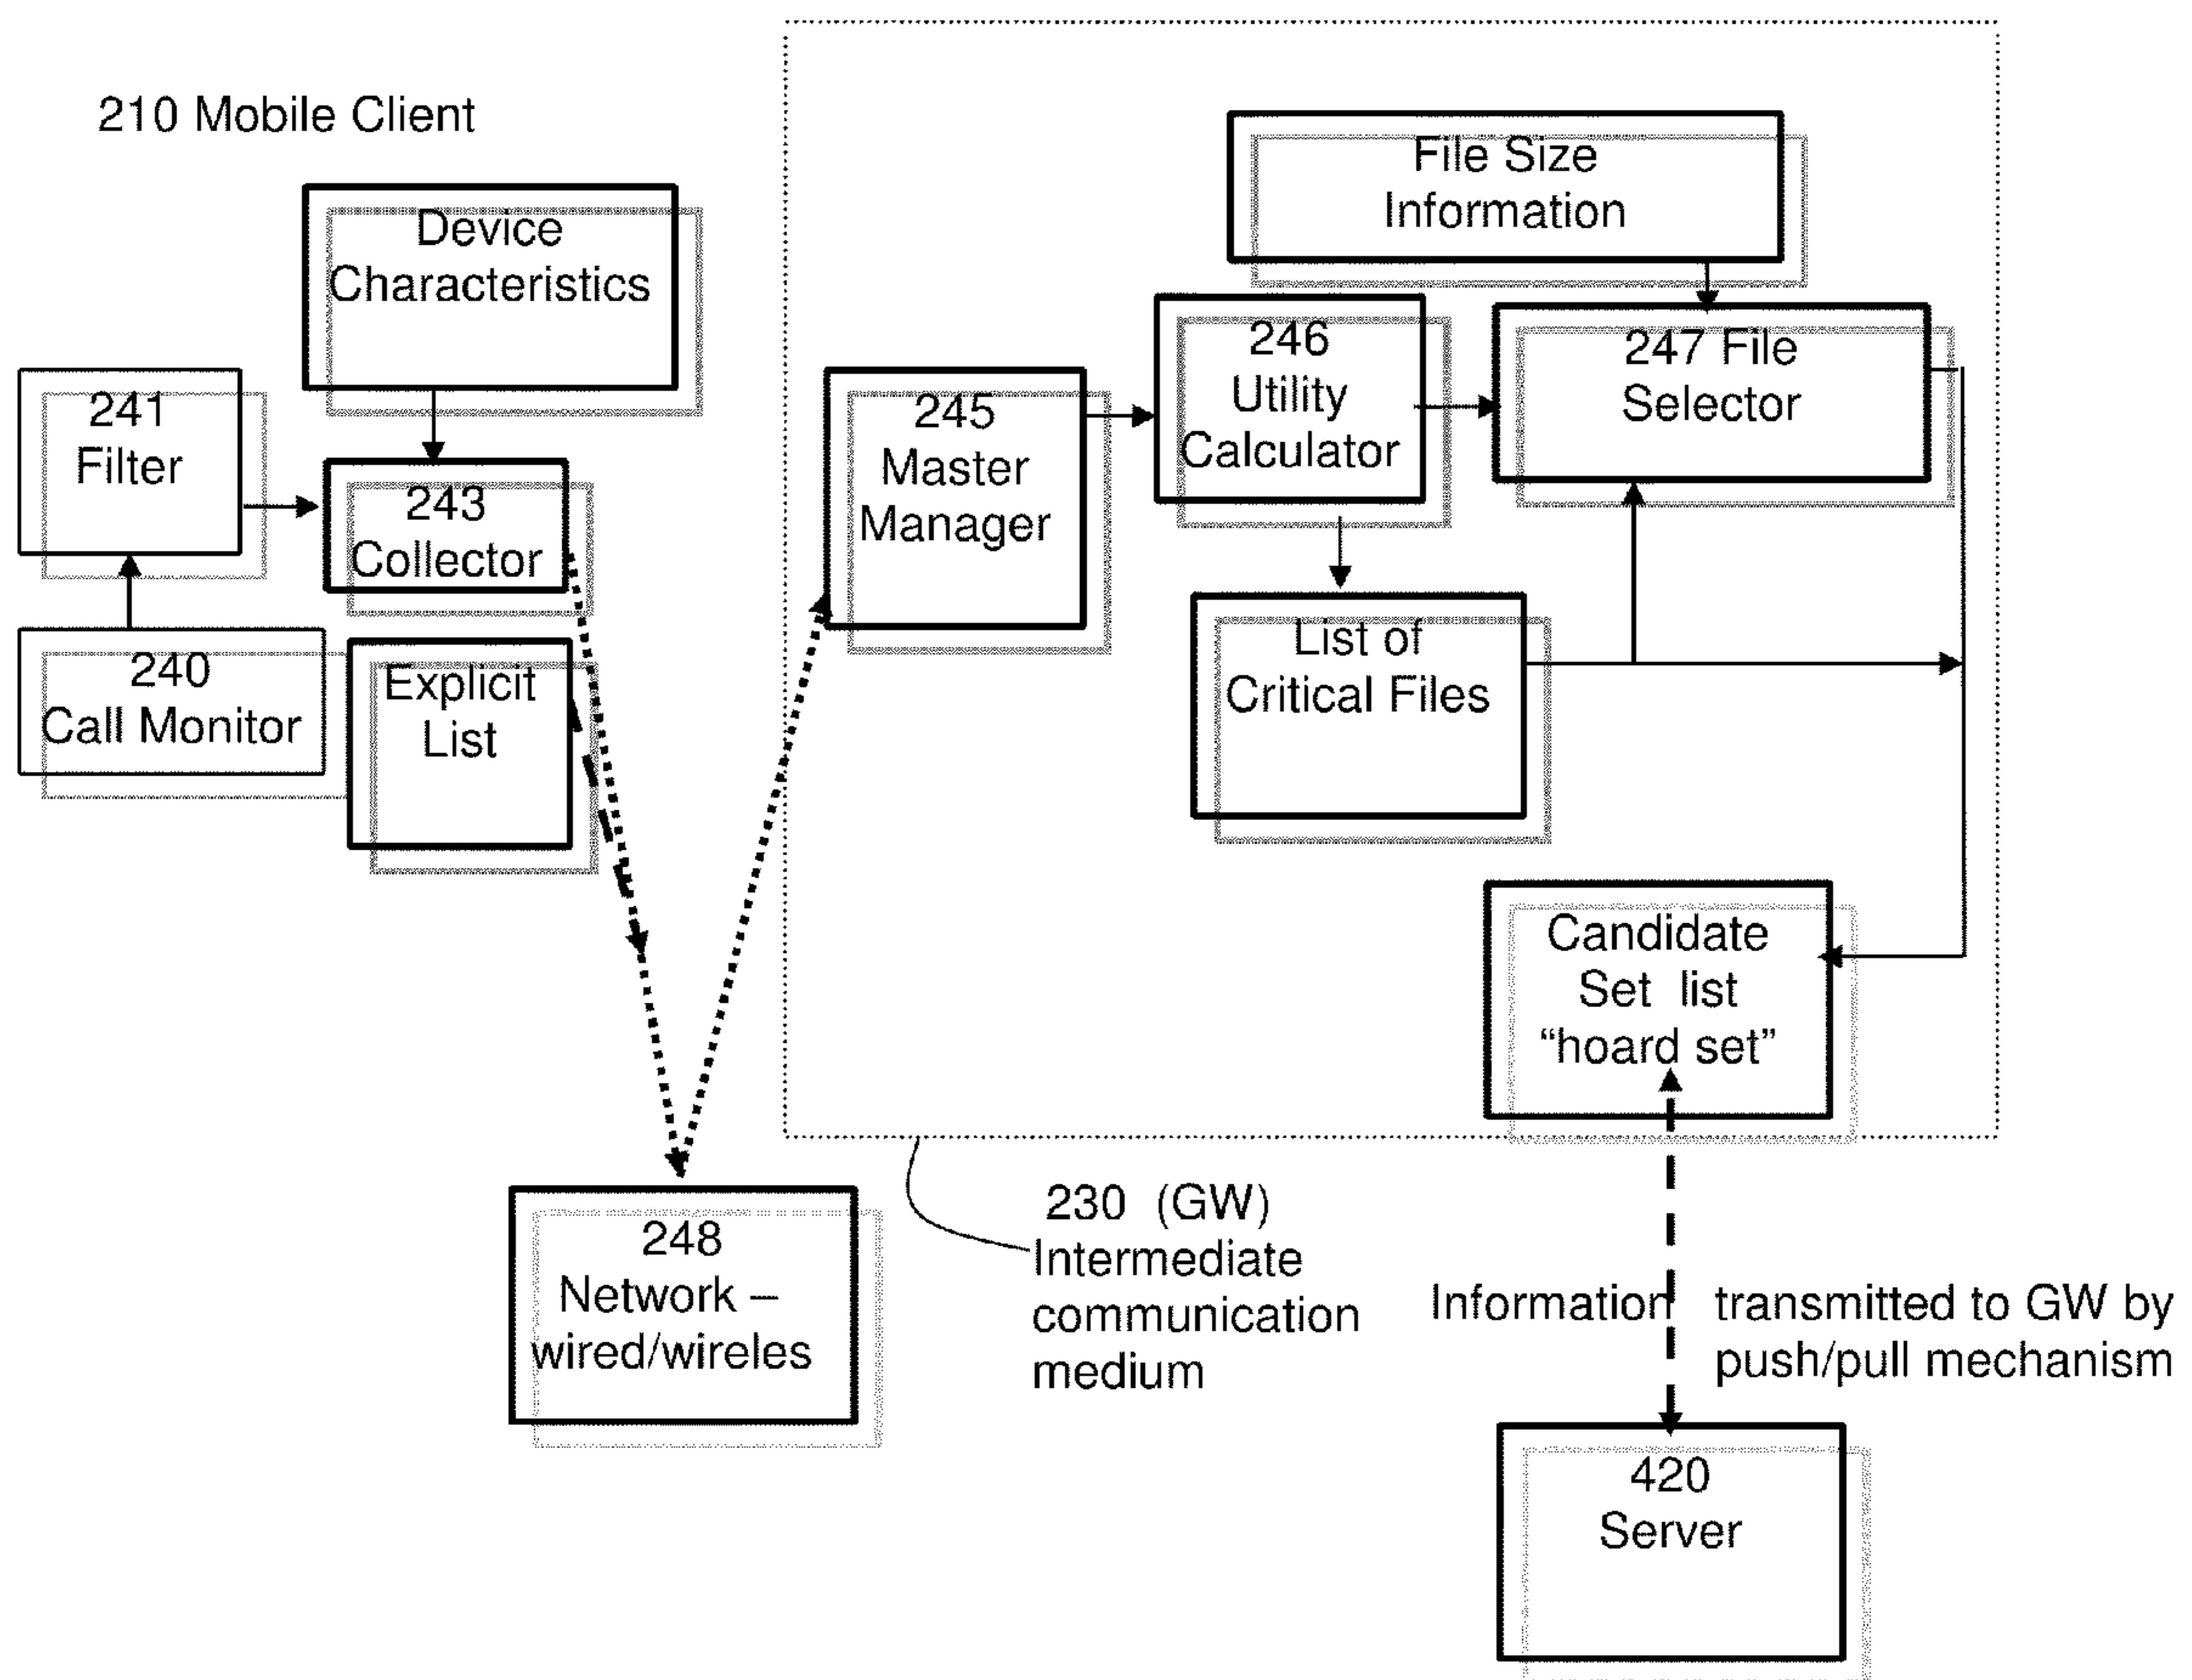 210 Mobile Client
Device
Characteristics
241
Filter
243
Collector
240
Call Monitor
Explicit
List
File Size
Information
245
Master
Manager
246
Utility
Calculator
247 File
Selector
List of
Critical Files
Candidate
Set list
“hoard set”
248
Network –
wired/wireles
230 (GW)
Intermediate
communication
medium
Information transmitted to GW by
push/pull mechanism
420
Server